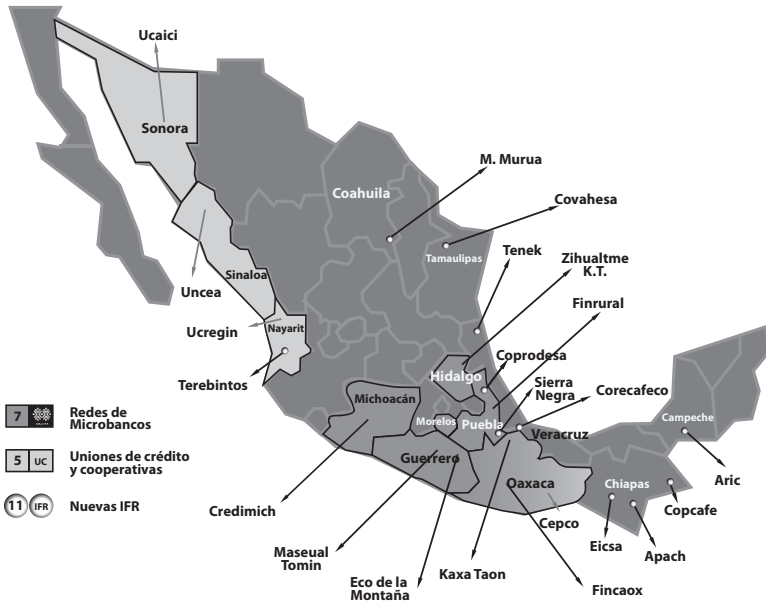 Ucaici
Sonora
M. Murua
Coahuila
Covahesa
Tenek
Tamaulipas
Zihualtme
K.T.
Sinaloa
Uncea
Finrural
Ucregin
Nayarit
Coprodesa
Terebintos
Hidalgo
Sierra
Negra
Corecafeco
Michoacán
7
Redes de
Microbancos
Morelos
Puebla
Campeche
Veracruz
5
UC
Uniones de crédito
y cooperativas
Guerrero
Oaxaca
Chiapas
Aric
11
IFR
Nuevas IFR
Credimich
Copcafe
Cepco
Eicsa
Apach
Maseual
Tomin
Kaxa Taon
Eco de la
Montaña
Fincaox